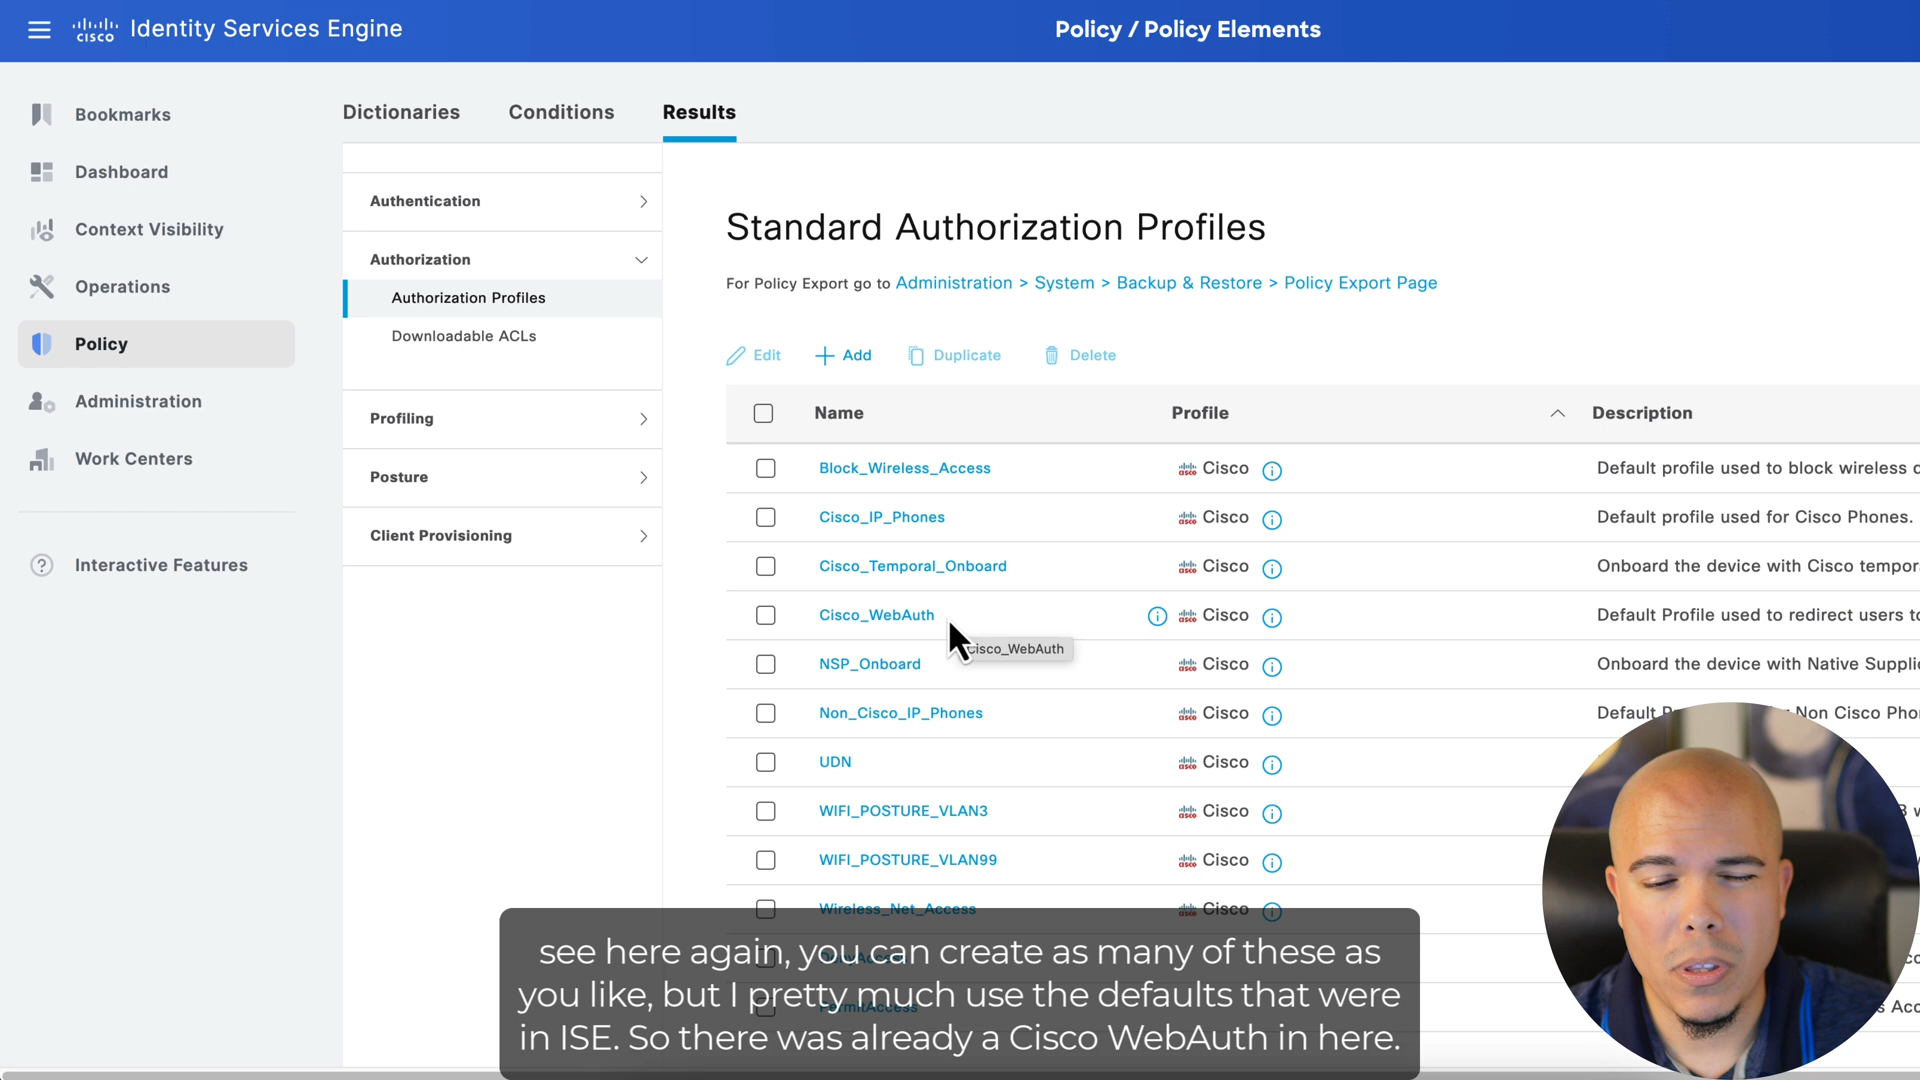 CISCO
Identity Services Engine
Policy / Policy Elements
Bookmarks
Dashboard
Context Visibility
Operations
Policy
Administration
Work Centers
Interactive Features
Dictionaries
Conditions
Results
Authentication
Authorization
Authorization Profiles
Downloadable ACLs
Profiling
Posture
Client Provisioning
Standard Authorization Profiles
For Policy Export go to Administration > System > Backup & Restore > Policy Export Page
Edit
Add
Duplicate
Delete
Name Profile Description
Block_Wireless_Access Cisco Default profile used to block wireless
Cisco_IP_Phones Cisco Default profile used for Cisco Phones.
Cisco_Temporal_Onboard Cisco Onboard the device with Cisco tempor
Cisco_WebAuth Cisco Default Profile used to redirect users to
Cisco_WebAuth
NSP_Onboard Cisco Onboard the device with Native Supplic
Non_Cisco_IP_Phones Cisco Default Non Cisco Pho
UDN Cisco
WIFI_POSTURE_VLAN3 Cisco
WIFI_POSTURE_VLAN99 Cisco
Wireless_Net_Access Cisco
PermitAccess
see here again, you can create as many of these as
you like, but I pretty much use the defaults that were
in ISE. So there was already a Cisco WebAuth in here.